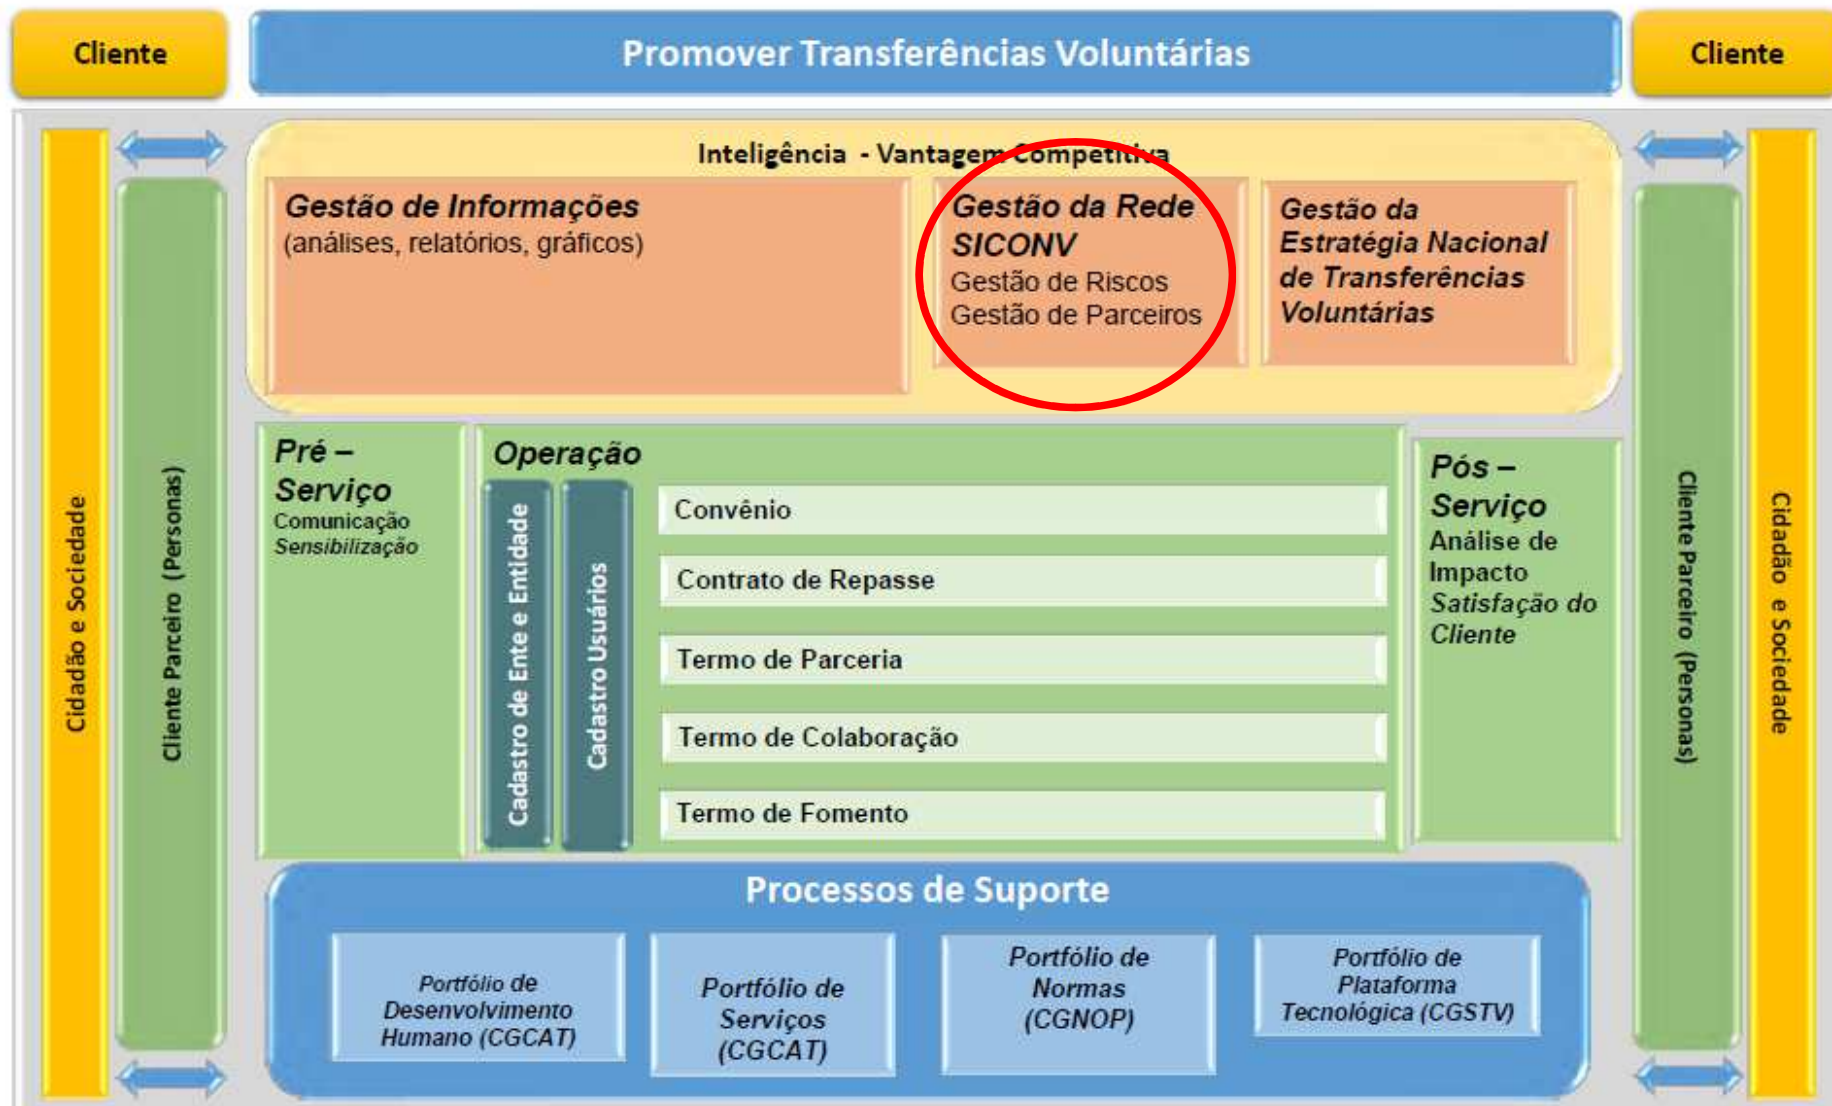 Cliente
Promover Transferências Voluntárias
Cliente
Cidadão e Sociedade
Cliente Parceiro (Personas)
Inteligência - Vantagem Competitiva
Gestão de Informações
(análises, relatórios, gráficos)
Gestão da Rede
SICONV
Gestão de Riscos
Gestão de Parceiros
Gestão da
Estratégia Nacional
de Transferências
Voluntárias
Pré –
Serviço
Comunicação
Sensibilização
Operação
Cadastro de Ente e Entidade
Cadastro Usuários
Convênio
Contrato de Repasse
Termo de Parceria
Termo de Colaboração
Termo de Fomento
Pós –
Serviço
Análise de
Impacto
Satisfação do
Cliente
Cliente Parceiro (Personas)
Cidadão e Sociedade
Processos de Suporte
Portfólio de
Desenvolvimento
Humano (CGCAT)
Portfólio de
Serviços
(CGCAT)
Portfólio de
Normas
(CGNOP)
Portfólio de
Plataforma
Tecnológica (CGSTV)